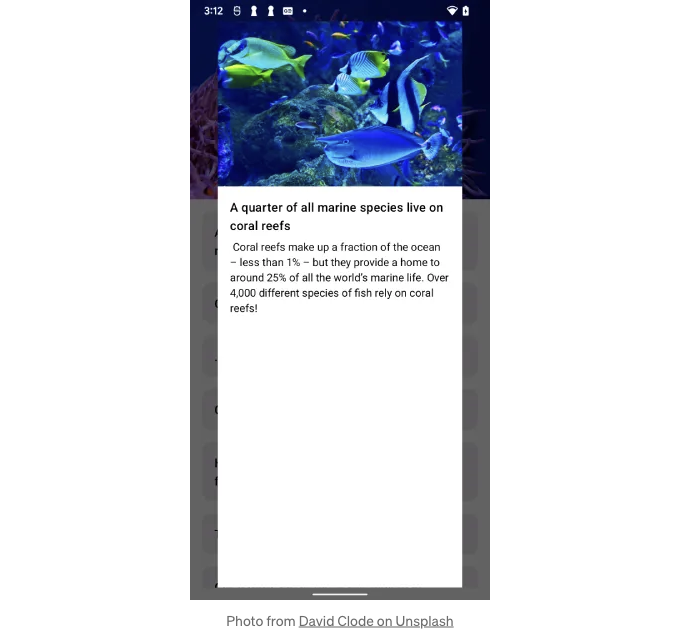 3:12
A quarter of all marine species live on
coral reefs
Coral reefs make up a fraction of the ocean
– less than 1% – but they provide a home to
around 25% of all the world's marine life. Over
4,000 different species of fish rely on coral
reefs!
Photo from David Clode on Unsplash